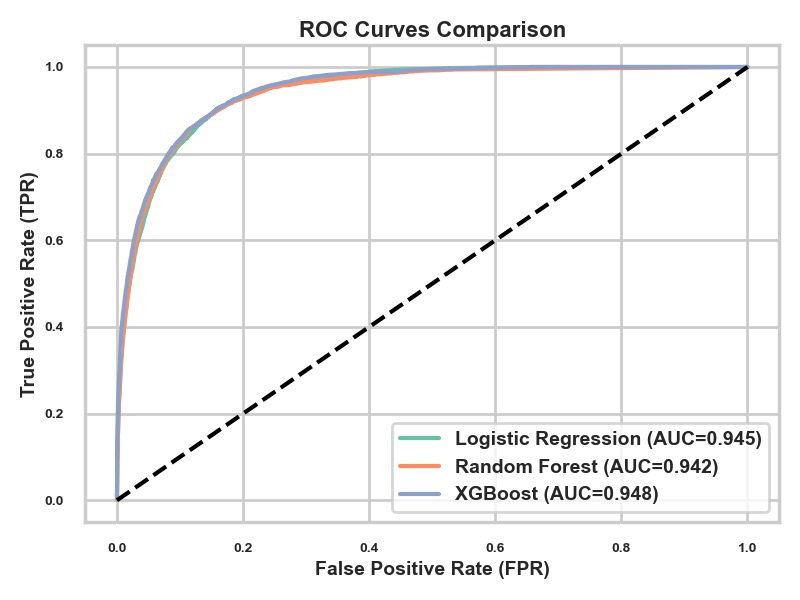 ROC Curves Comparison
True Positive Rate (TPR)
1.0
0.8
0.6
0.4
0.2
0.0
Logistic Regression (AUC=0.945)
Random Forest (AUC=0.942)
XGBoost (AUC=0.948)
0.0 0.2 0.4 0.6 0.8 1.0
False Positive Rate (FPR)